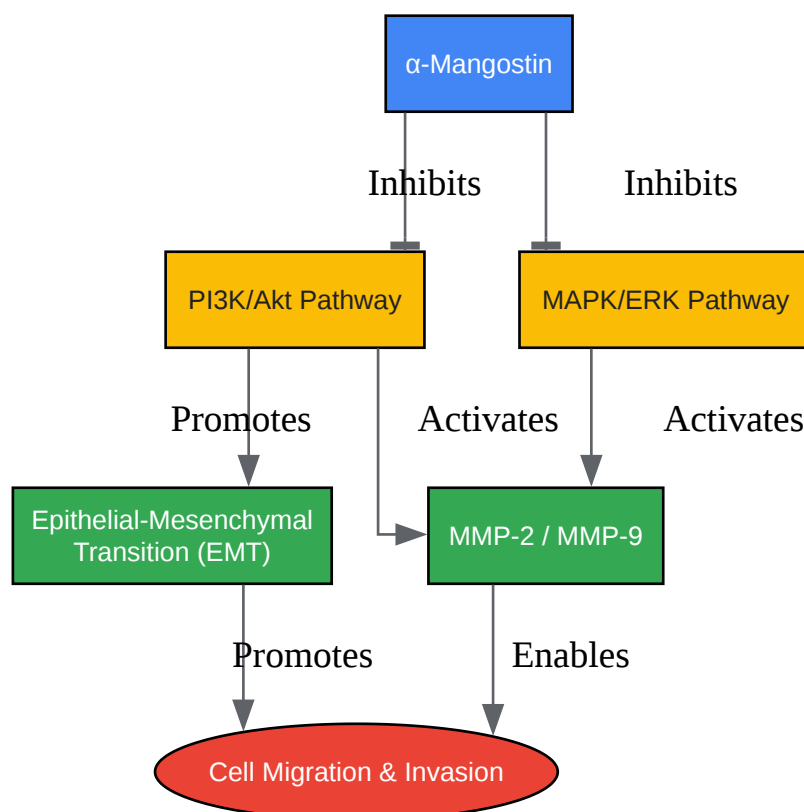 α-Mangostin
Inhibits
Inhibits
PI3K/Akt Pathway
MAPK/ERK Pathway
Promotes
Activates
Activates
Epithelial-Mesenchymal
Transition (EMT)
MMP-2 / MMP-9
Promotes
Enables
Cell Migration & Invasion